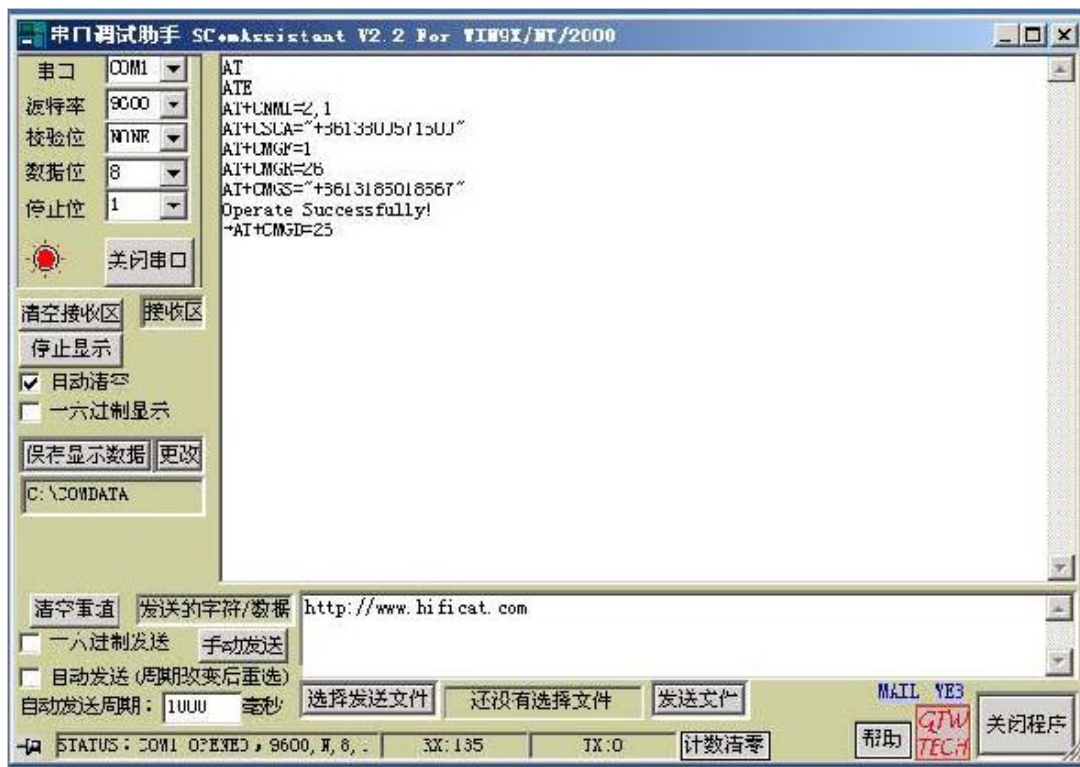 串口调试助手 SComAssistant V2.2 For WIN9X/NT/2000
串口 COM1
波特率 9600
校验位 NONE
数据位 8
停止位 1
关闭串口
清空接收区 接收区
停止显示
自动清空
十六进制显示
保存显示数据 更改
C:\COMDATA
AT
ATE
AT+CNMI=2,1
AT+CMGF=1
AT+CMGR=26
AT+CMGS="+8613185018567"
Operate Successfully!
AT+CMGD=25
清空重填 发送的字符/数据 http://www.hificat.com
十六进制发送 手动发送
自动发送(周期改变后重选)
自动发送周期: 1000 毫秒 选择发送文件 还没有选择文件 发送文件
MAIL
STATUS: COM1 OPENED, 9600, N, 8, RX:135 TX:0 计数清零 帮助 GJW TECH 关闭程序